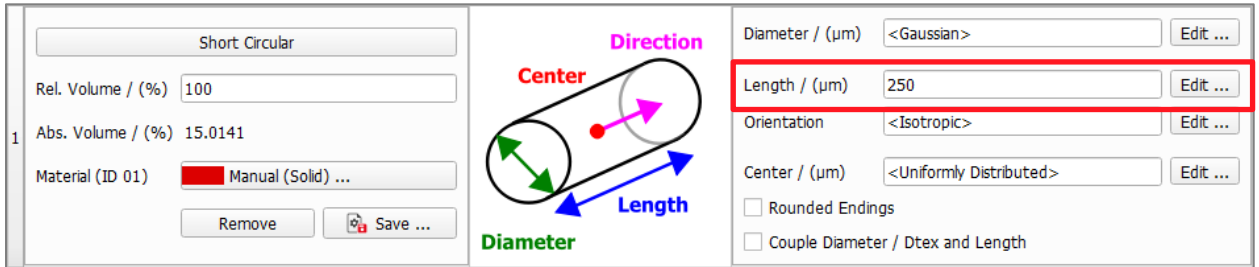 1
Short Circular
Rel. Volume / (%) 100
Abs. Volume / (%) 15.0141
Material (ID 01) Manual (Solid) ...
Remove Save ...
Direction
Center
Length
Diameter
Diameter / (µm) <Gaussian> Edit ...
Length / (µm) 250 Edit ...
Orientation <Isotropic> Edit ...
Center / (µm) <Uniformly Distributed> Edit ...
Rounded Endings
Couple Diameter / Dtex and Length